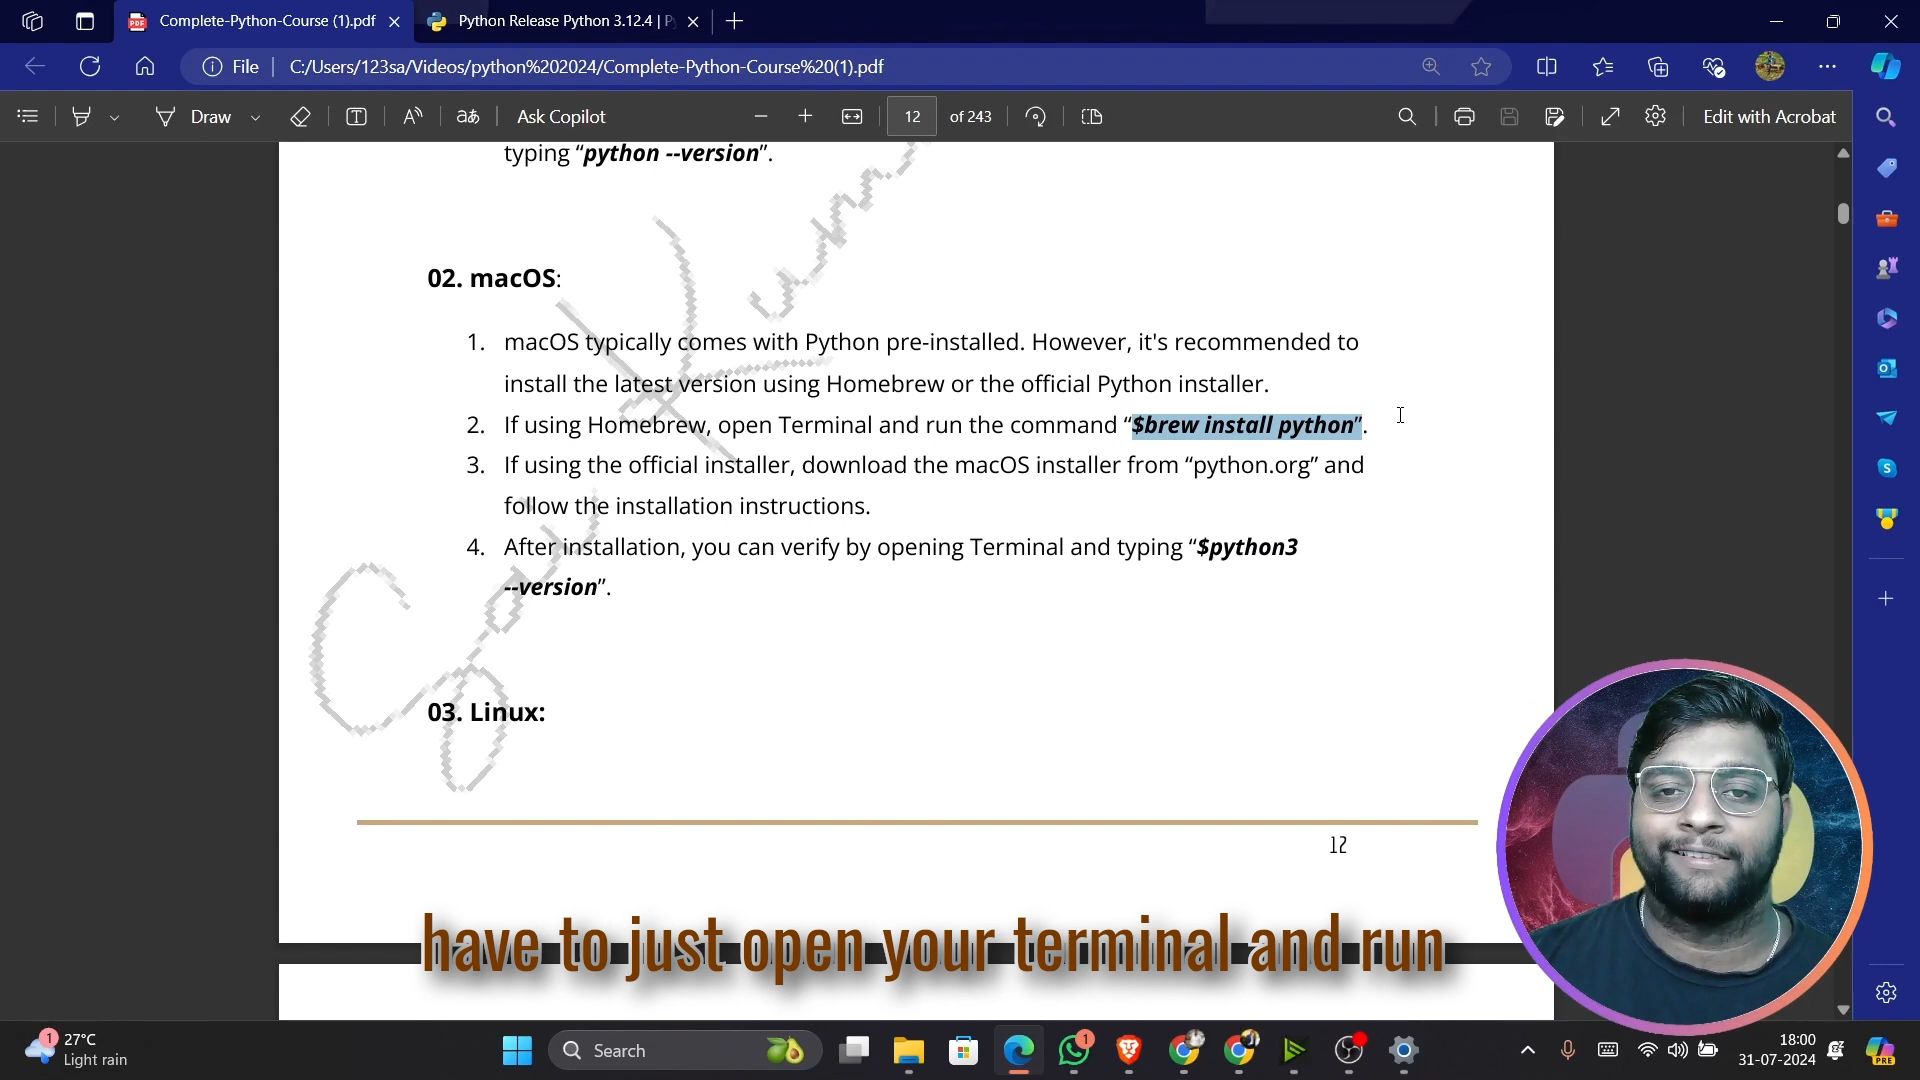 Complete-Python-Course (1).pdf
Python Release Python 3.12.4 | P
File
C:/Users/123sa/Videos/python%202024/Complete-Python-Course%20(1).pdf
Draw
aあ
Ask Copilot
12
of 243
Edit with Acrobat
typing “python --version”.
02. macOS:
1. macOS typically comes with Python pre-installed. However, it's recommended to
install the latest version using Homebrew or the official Python installer.
2. If using Homebrew, open Terminal and run the command “$brew install python”.
3. If using the official installer, download the macOS installer from “python.org” and
follow the installation instructions.
4. After installation, you can verify by opening Terminal and typing “$python3
--version”.
03. Linux:
12
have to just open your terminal and run
1
27°C
Light rain
Search
1
18:00
31-07-2024
PRE